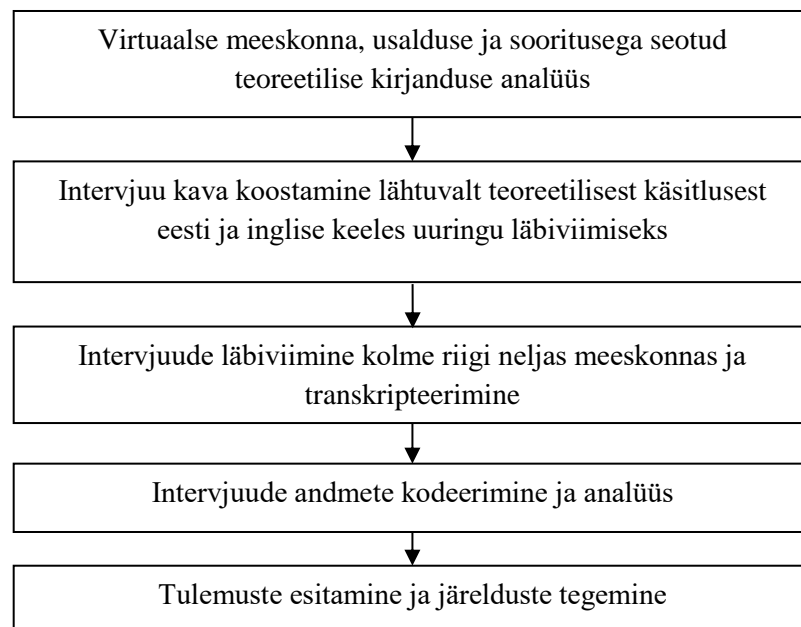 Virtuaalse meeskonna, usalduse ja sooritusega seotud
teoreetilise kirjanduse analüüs
Intervjuu kava koostamine lähtuvalt teoreetilisest käsitlusest
eesti ja inglise keeles uuringu läbiviimiseks
Intervjuude läbiviimine kolme riigi neljas meeskonnas ja
transkripteerimine
Intervjuude andmete kodeerimine ja analüüs
Tulemuste esitamine ja järelduste tegemine